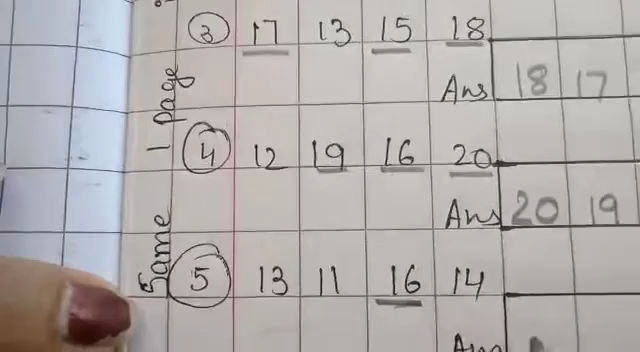 ③ 17 13 15 18
Ans 18 17
④ 12 19 16 20
Ans 20 19
⑤ 13 11 16 14
Ans
Same 1 page